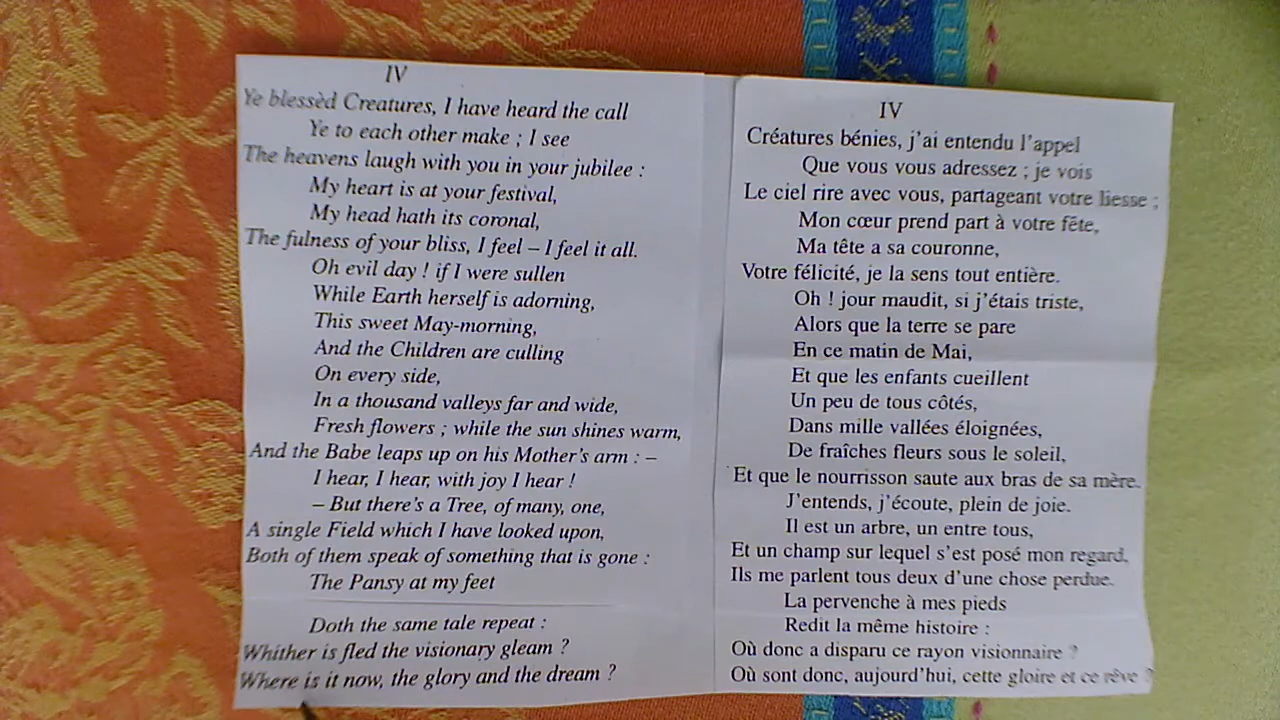 IV
Ye blessèd Creatures, I have heard the call
Ye to each other make ; I see
The heavens laugh with you in your jubilee :
My heart is at your festival,
My head hath its coronal,
The fulness of your bliss, I feel – I feel it all.
Oh evil day ! if I were sullen
While Earth herself is adorning,
This sweet May-morning,
And the Children are culling
On every side,
In a thousand valleys far and wide,
Fresh flowers ; while the sun shines warm,
And the Babe leaps up on his Mother's arm : –
I hear, I hear, with joy I hear !
– But there's a Tree, of many, one,
A single Field which I have looked upon,
Both of them speak of something that is gone :
The Pansy at my feet
Doth the same tale repeat :
Whither is fled the visionary gleam ?
Where is it now, the glory and the dream ?
IV
Créatures bénies, j'ai entendu l'appel
Que vous vous adressez ; je vois
Le ciel rire avec vous, partageant votre liesse ;
Mon cœur prend part à votre fête,
Ma tête a sa couronne,
Votre félicité, je la sens tout entière.
Oh ! jour maudit, si j'étais triste,
Alors que la terre se pare
En ce matin de Mai,
Et que les enfants cueillent
Un peu de tous côtés,
Dans mille vallées éloignées,
De fraîches fleurs sous le soleil,
Et que le nourrisson saute aux bras de sa mère.
J'entends, j'écoute, plein de joie.
Il est un arbre, un entre tous,
Et un champ sur lequel s'est posé mon regard,
Ils me parlent tous deux d'une chose perdue.
La pervenche à mes pieds
Redit la même histoire :
Où donc a disparu ce rayon visionnaire ?
Où sont donc, aujourd'hui, cette gloire et ce rêve ?